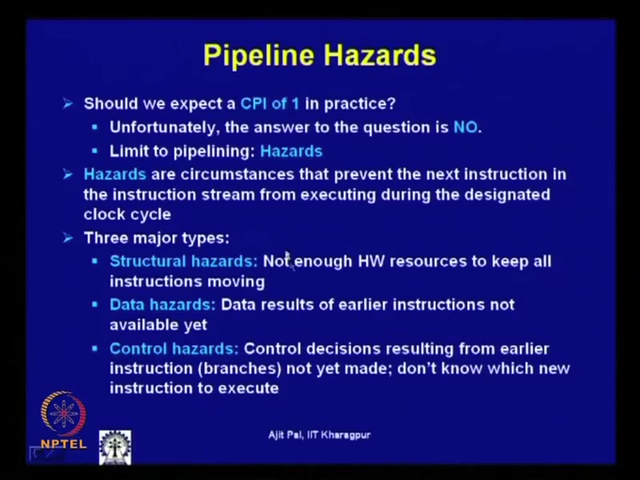 Pipeline Hazards
Should we expect a CPI of 1 in practice?
Unfortunately, the answer to the question is NO.
Limit to pipelining: Hazards
Hazards are circumstances that prevent the next instruction in
the instruction stream from executing during the designated
clock cycle
Three major types:
Structural hazards: Not enough HW resources to keep all
instructions moving
Data hazards: Data results of earlier instructions not
available yet
Control hazards: Control decisions resulting from earlier
instruction (branches) not yet made; don't know which new
instruction to execute
NPTEL
Ajit Pal, IIT Kharagpur